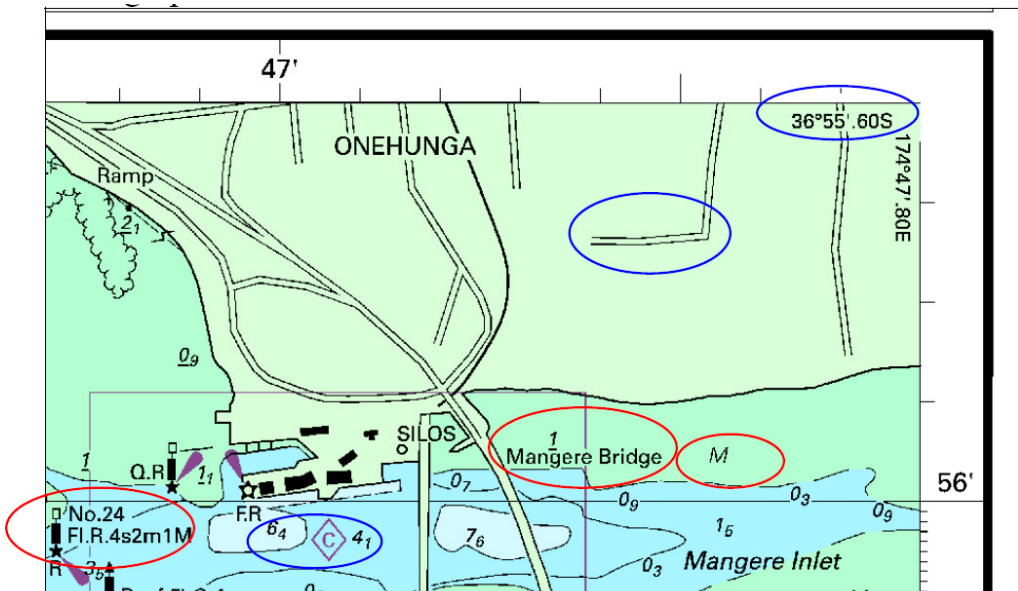 47'
36°55'.60S
174°47'.80E
ONEHUNGA
Ramp
2₁
0₉
SILOS
1
Mangere Bridge
M
1
Q.R
1₁
0₇
56'
0₉
0₃
0₉
No.24
F.R
6₄
C
4₁
7₆
1₅
Fl.R.4s2m1M
R
3₅
0₃
Mangere Inlet